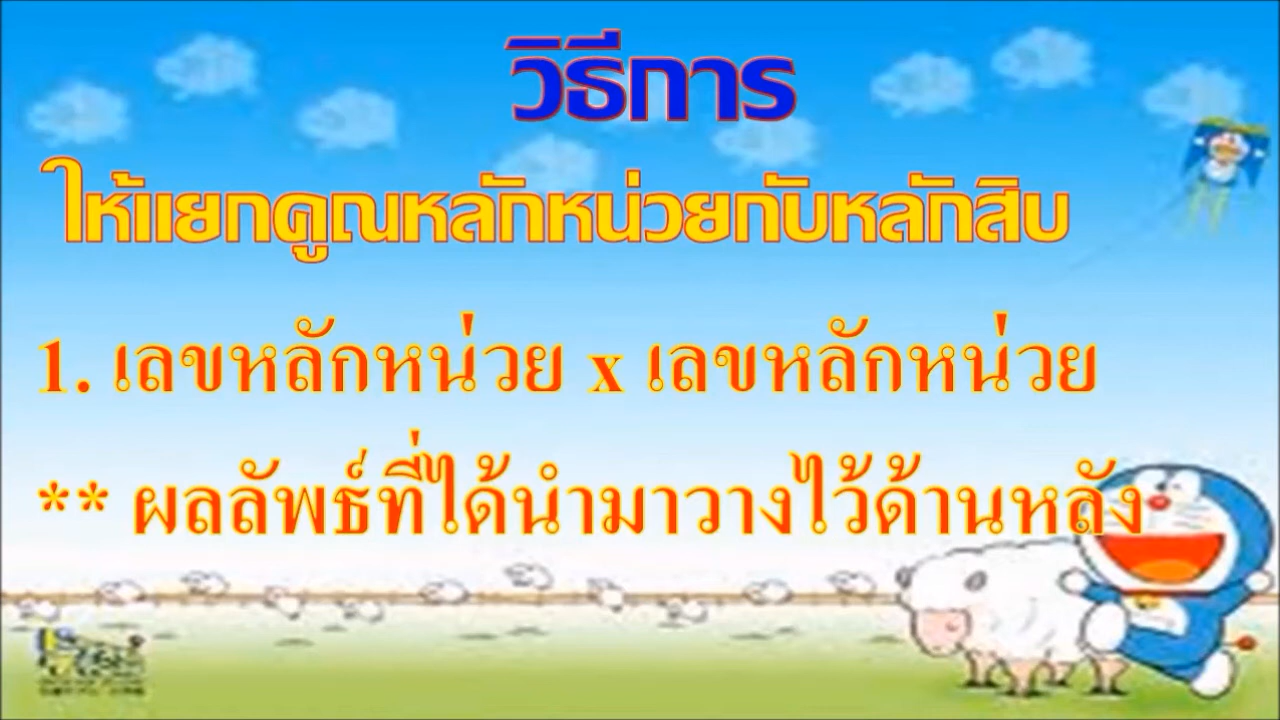 วิธีการ
ให้แยกคูณหลักหน่วยกับหลักสิบ
1. เลขหลักหน่วย x เลขหลักหน่วย
** ผลลัพธ์ที่ได้นำมาวางไว้ด้านหลัง